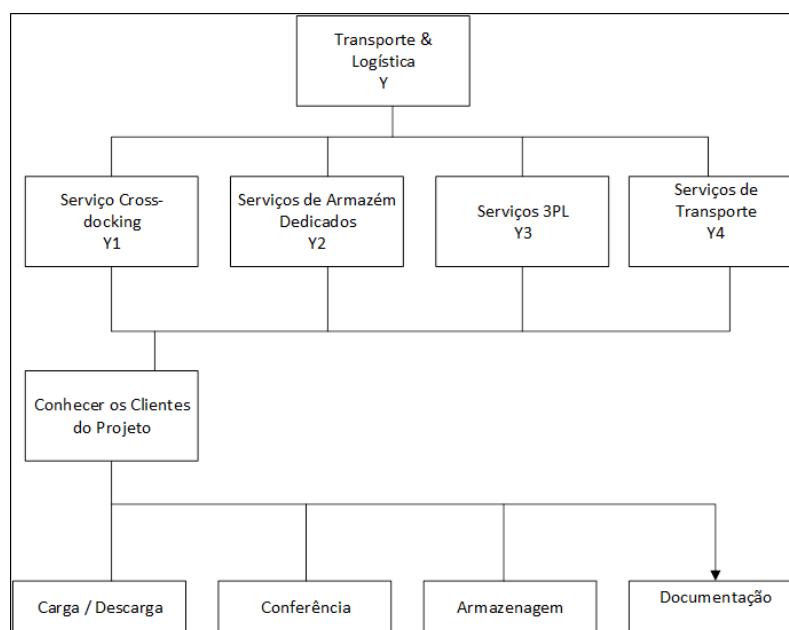 Transporte &
Logística
Y
Serviço Cross-
docking
Y1
Serviços de Armazém
Dedicados
Y2
Serviços 3PL
Y3
Serviços de
Transporte
Y4
Conhecer os Clientes
do Projeto
Carga / Descarga
Conferência
Armazenagem
Documentação